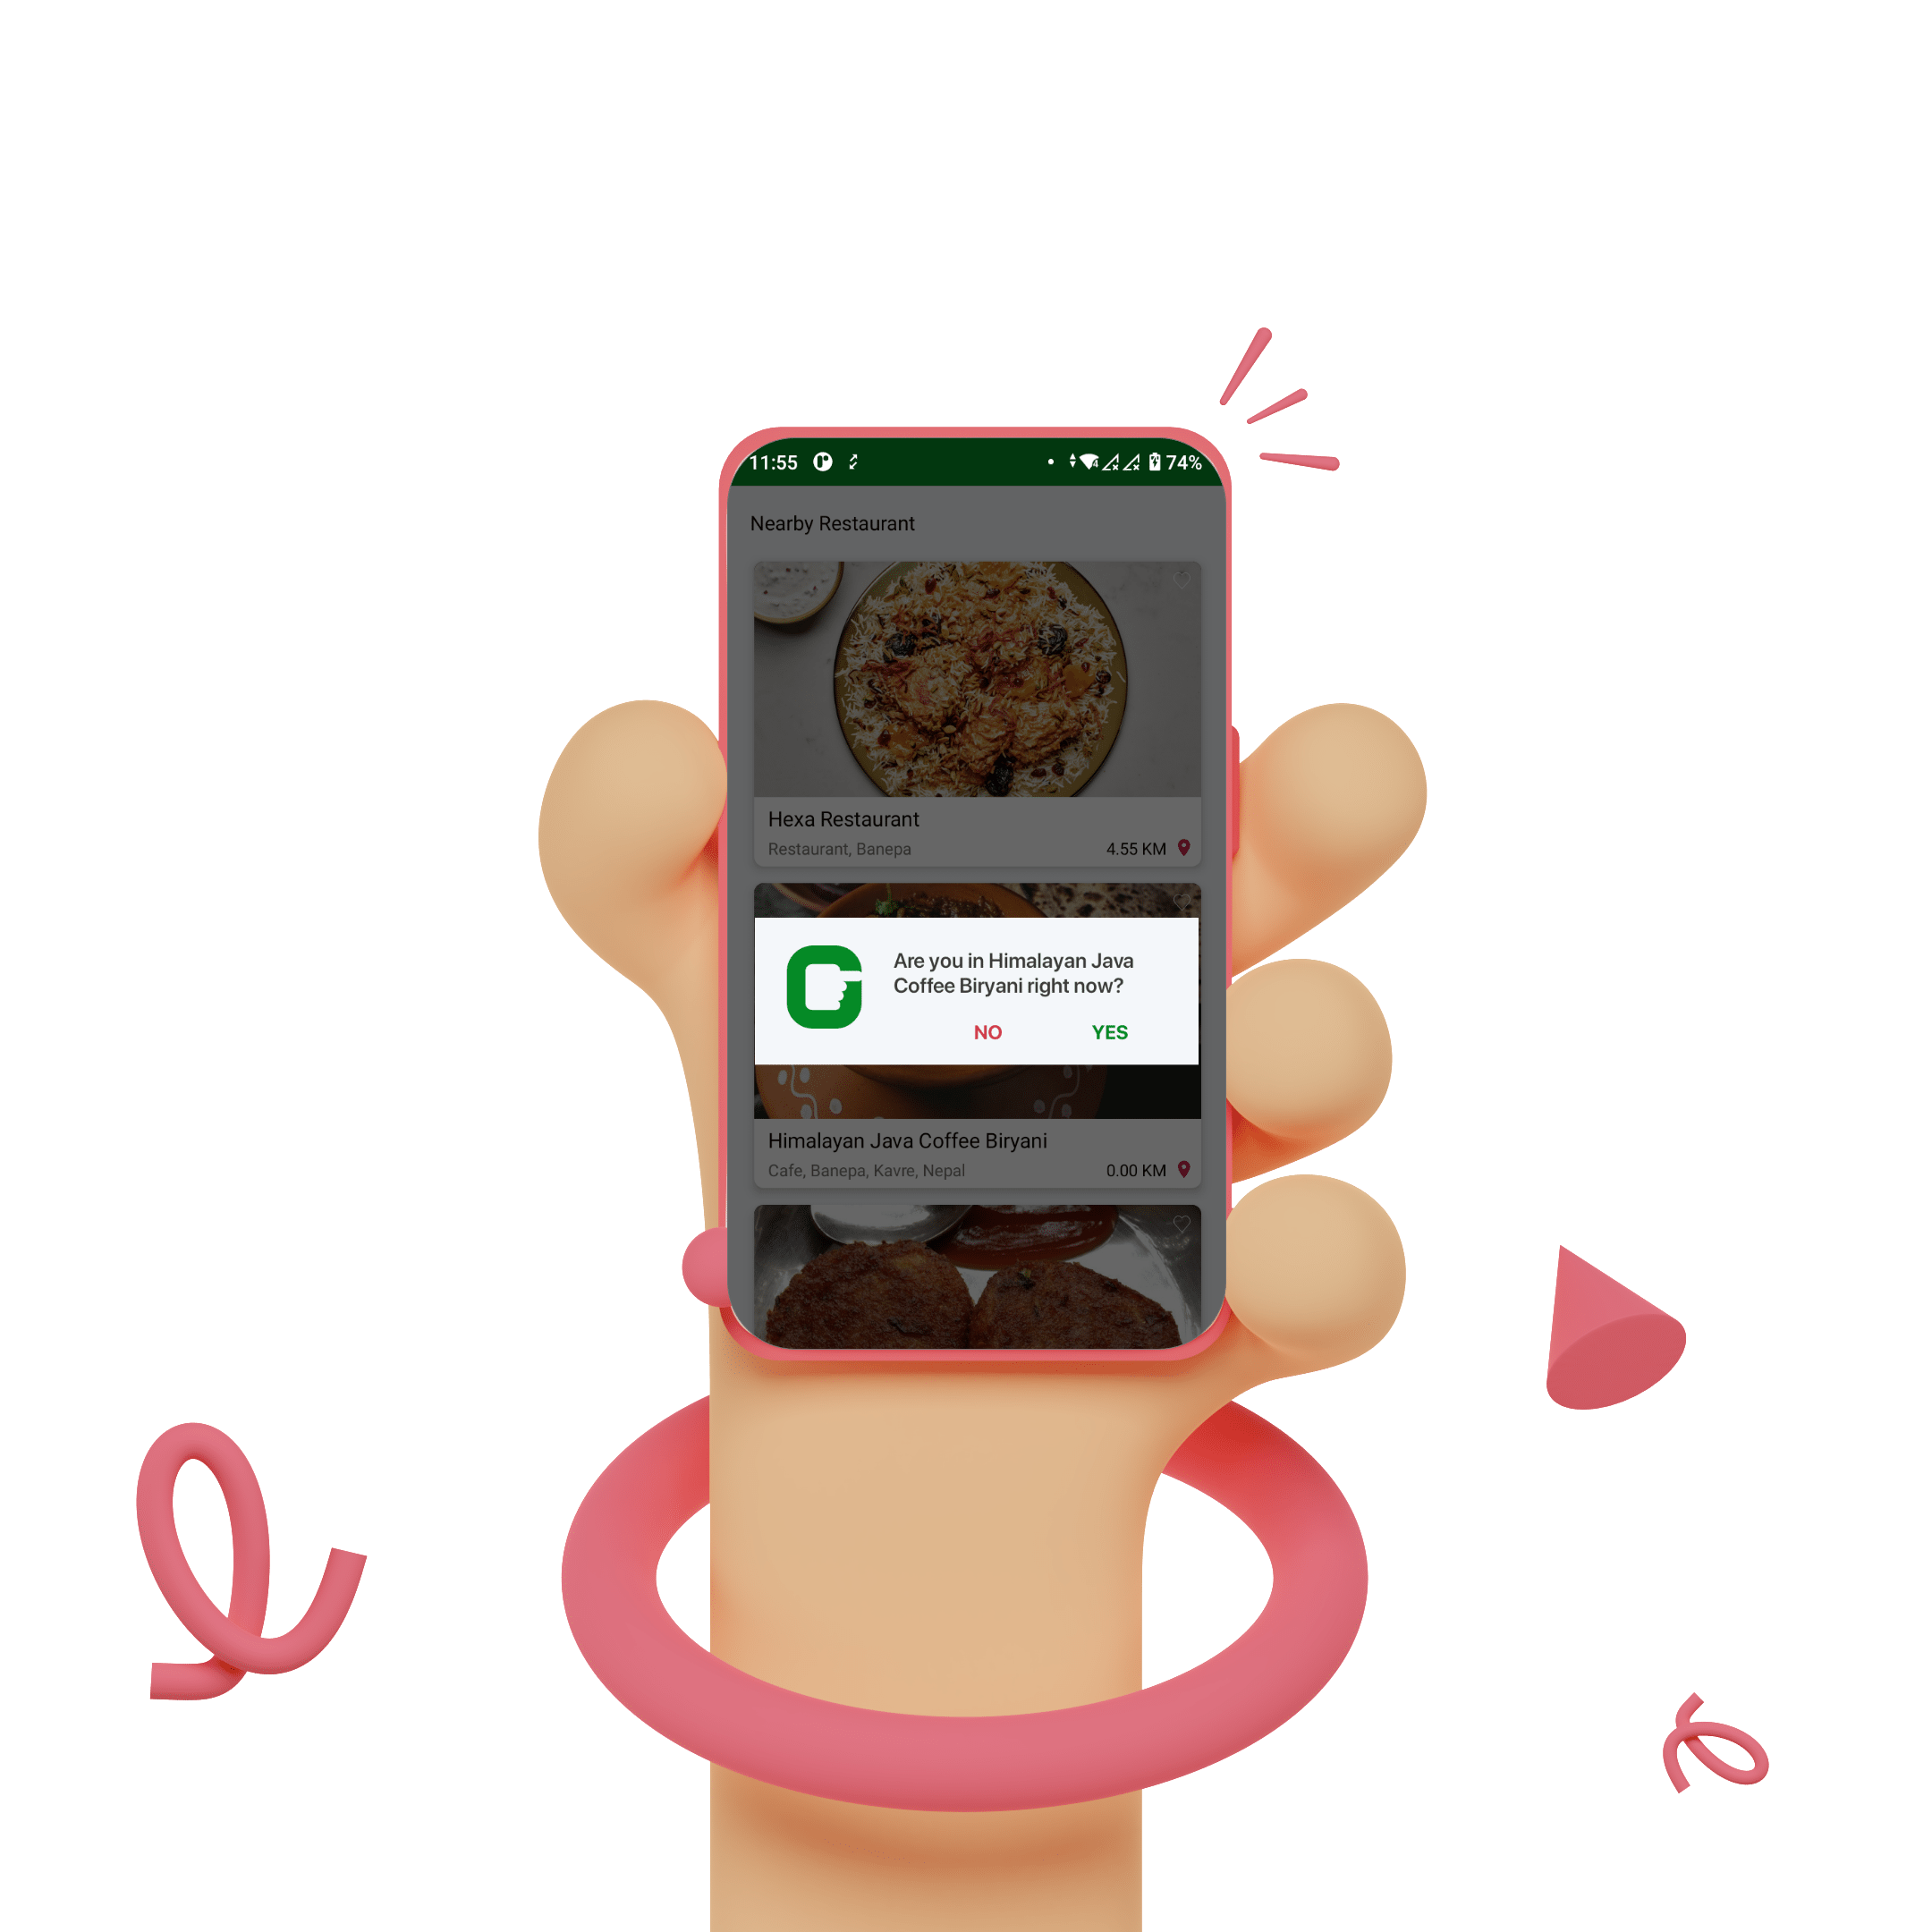 11:55
74%
Nearby Restaurant
Hexa Restaurant
Restaurant, Banepa
4.55 KM
Are you in Himalayan Java
Coffee Biryani right now?
NO
YES
Himalayan Java Coffee Biryani
Cafe, Banepa, Kavre, Nepal
0.00 KM